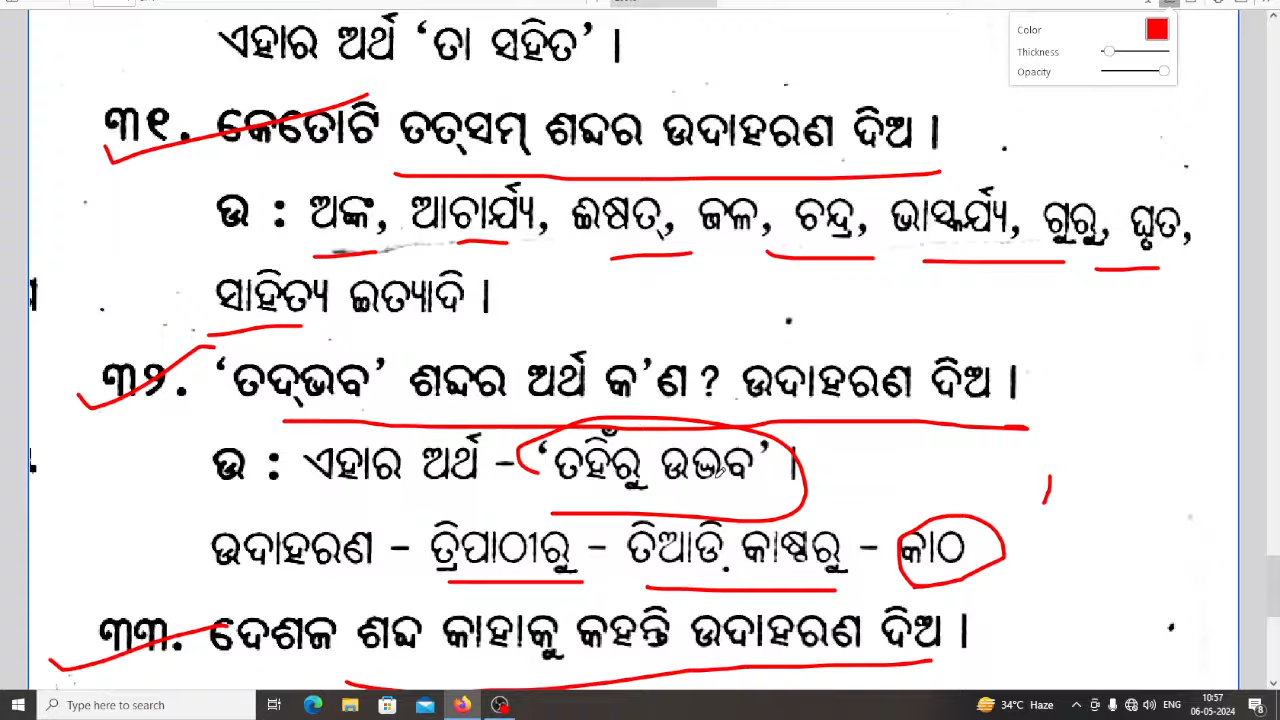 Color
Thickness
Opacity
ଏହାର ଅର୍ଥ ‘ତା ସହିତ’ |
୩୧. କେତୋଟି ତତ୍‌ସମ୍ ଶବ୍ଦର ଉଦାହରଣ ଦିଅ |
ଉ : ଅଙ୍କ, ଆଚାର୍ଯ୍ୟ, ଈଷତ୍, ଜଳ, ଚନ୍ଦ୍ର, ଭାସ୍କର୍ଯ୍ୟ, ଗୁରୁ, ଘୃତ,
ସାହିତ୍ୟ ଇତ୍ୟାଦି |
୩୨. ‘ତଦ୍‌ଭବ’ ଶବ୍ଦର ଅର୍ଥ କ’ଣ ? ଉଦାହରଣ ଦିଅ |
ଉ : ଏହାର ଅର୍ଥ – ‘ତହିଁରୁ ଉଦ୍ଭବ’ |
ଉଦାହରଣ – ତ୍ରିପାଠୀରୁ – ତିଆଡ଼ି କାଷ୍ଠରୁ – କାଠ
୩୩. ଦେଶଜ ଶବ୍ଦ କାହାକୁ କହନ୍ତି ଉଦାହରଣ ଦିଅ |
Type here to search
34°C Haze
ENG
10:57
06-05-2024
8